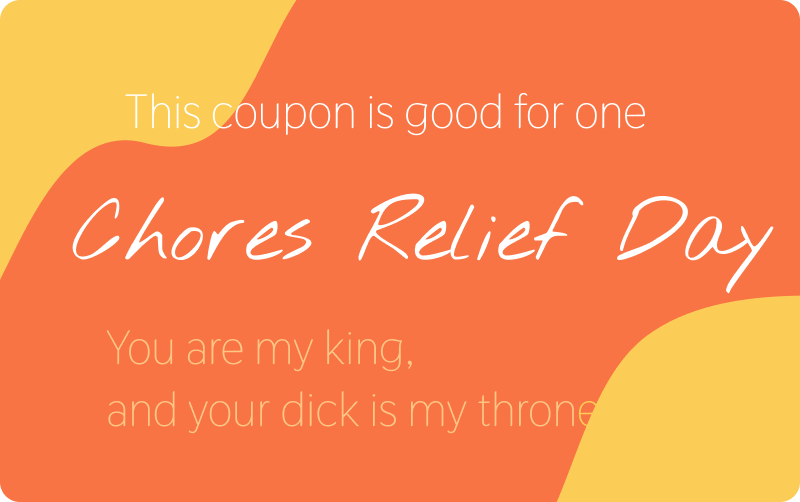 This coupon is good for one
Chores Relief Day
You are my king,
and your dick is my throne